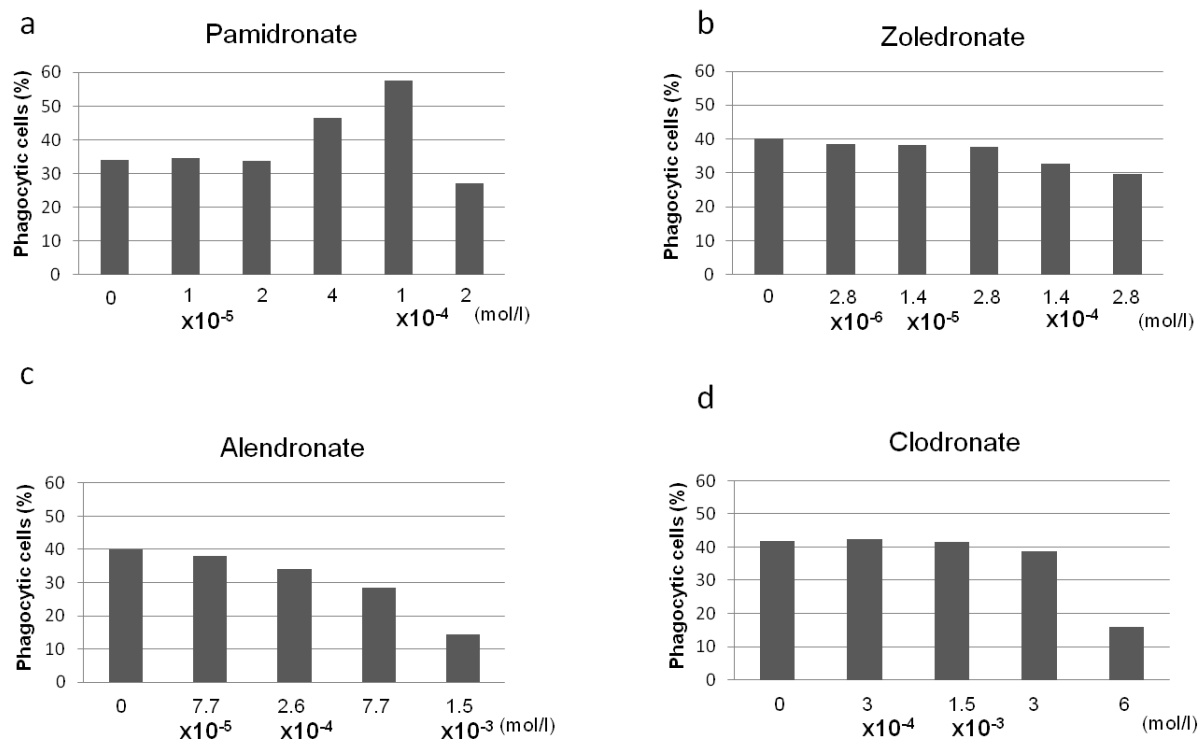 a
Pamidronate
Phagocytic cells (%)
60
50
40
30
20
10
0
0 1 2 4 1 2 (mol/l)
x10⁻⁵ x10⁻⁴
b
Zoledronate
Phagocytic cells (%)
60
50
40
30
20
10
0
0 2.8 1.4 2.8 1.4 2.8
x10⁻⁶ x10⁻⁵ x10⁻⁴ (mol/l)
c
Alendronate
Phagocytic cells (%)
60
50
40
30
20
10
0
0 7.7 2.6 7.7 1.5
x10⁻⁵ x10⁻⁴ x10⁻³ (mol/l)
d
Clodronate
Phagocytic cells (%)
60
50
40
30
20
10
0
0 3 1.5 3 6
x10⁻⁴ x10⁻³ (mol/l)